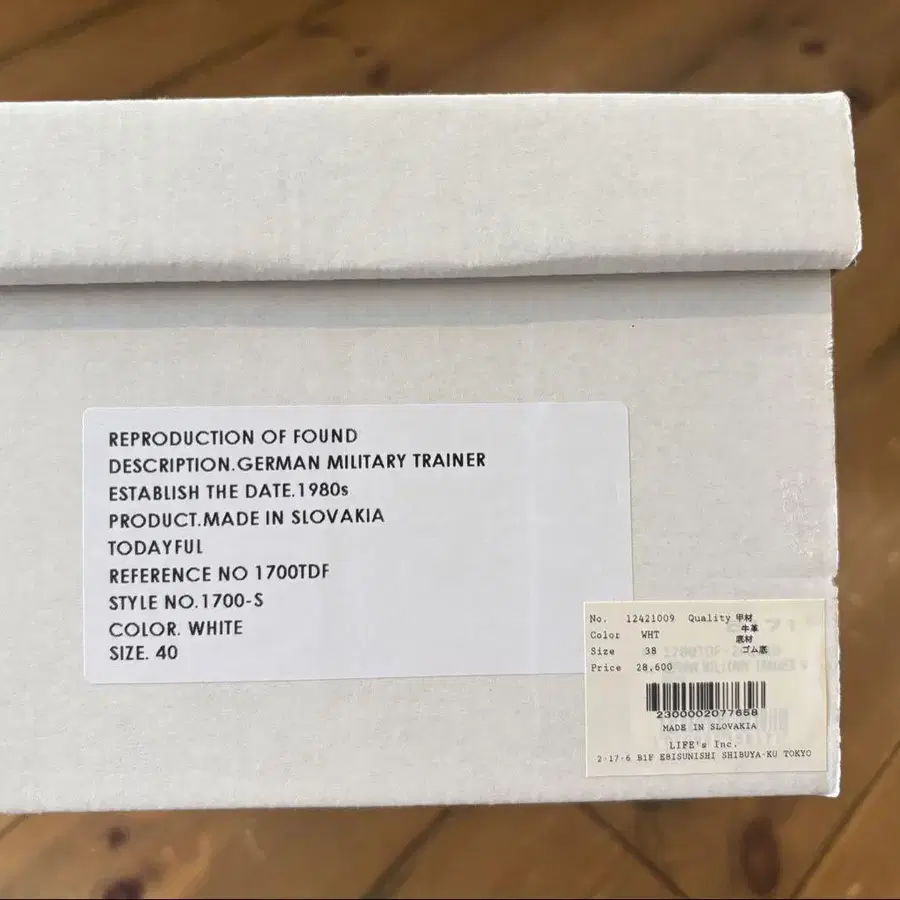 REPRODUCTION OF FOUND
DESCRIPTION.GERMAN MILITARY TRAINER
ESTABLISH THE DATE.1980s
PRODUCT.MADE IN SLOVAKIA
TODAYFUL
REFERENCE NO 1700TDF
STYLE NO.1700-S
COLOR. WHITE
SIZE. 40
No. 12421009 Quality 甲材
牛革
Color WHT
底材
Size 38 ゴム底
Price 28,600
2300002077658
MADE IN SLOVAKIA
LIFE's Inc.
2-17-6 B1F EBISUNISHI SHIBUYA-KU TOKYO